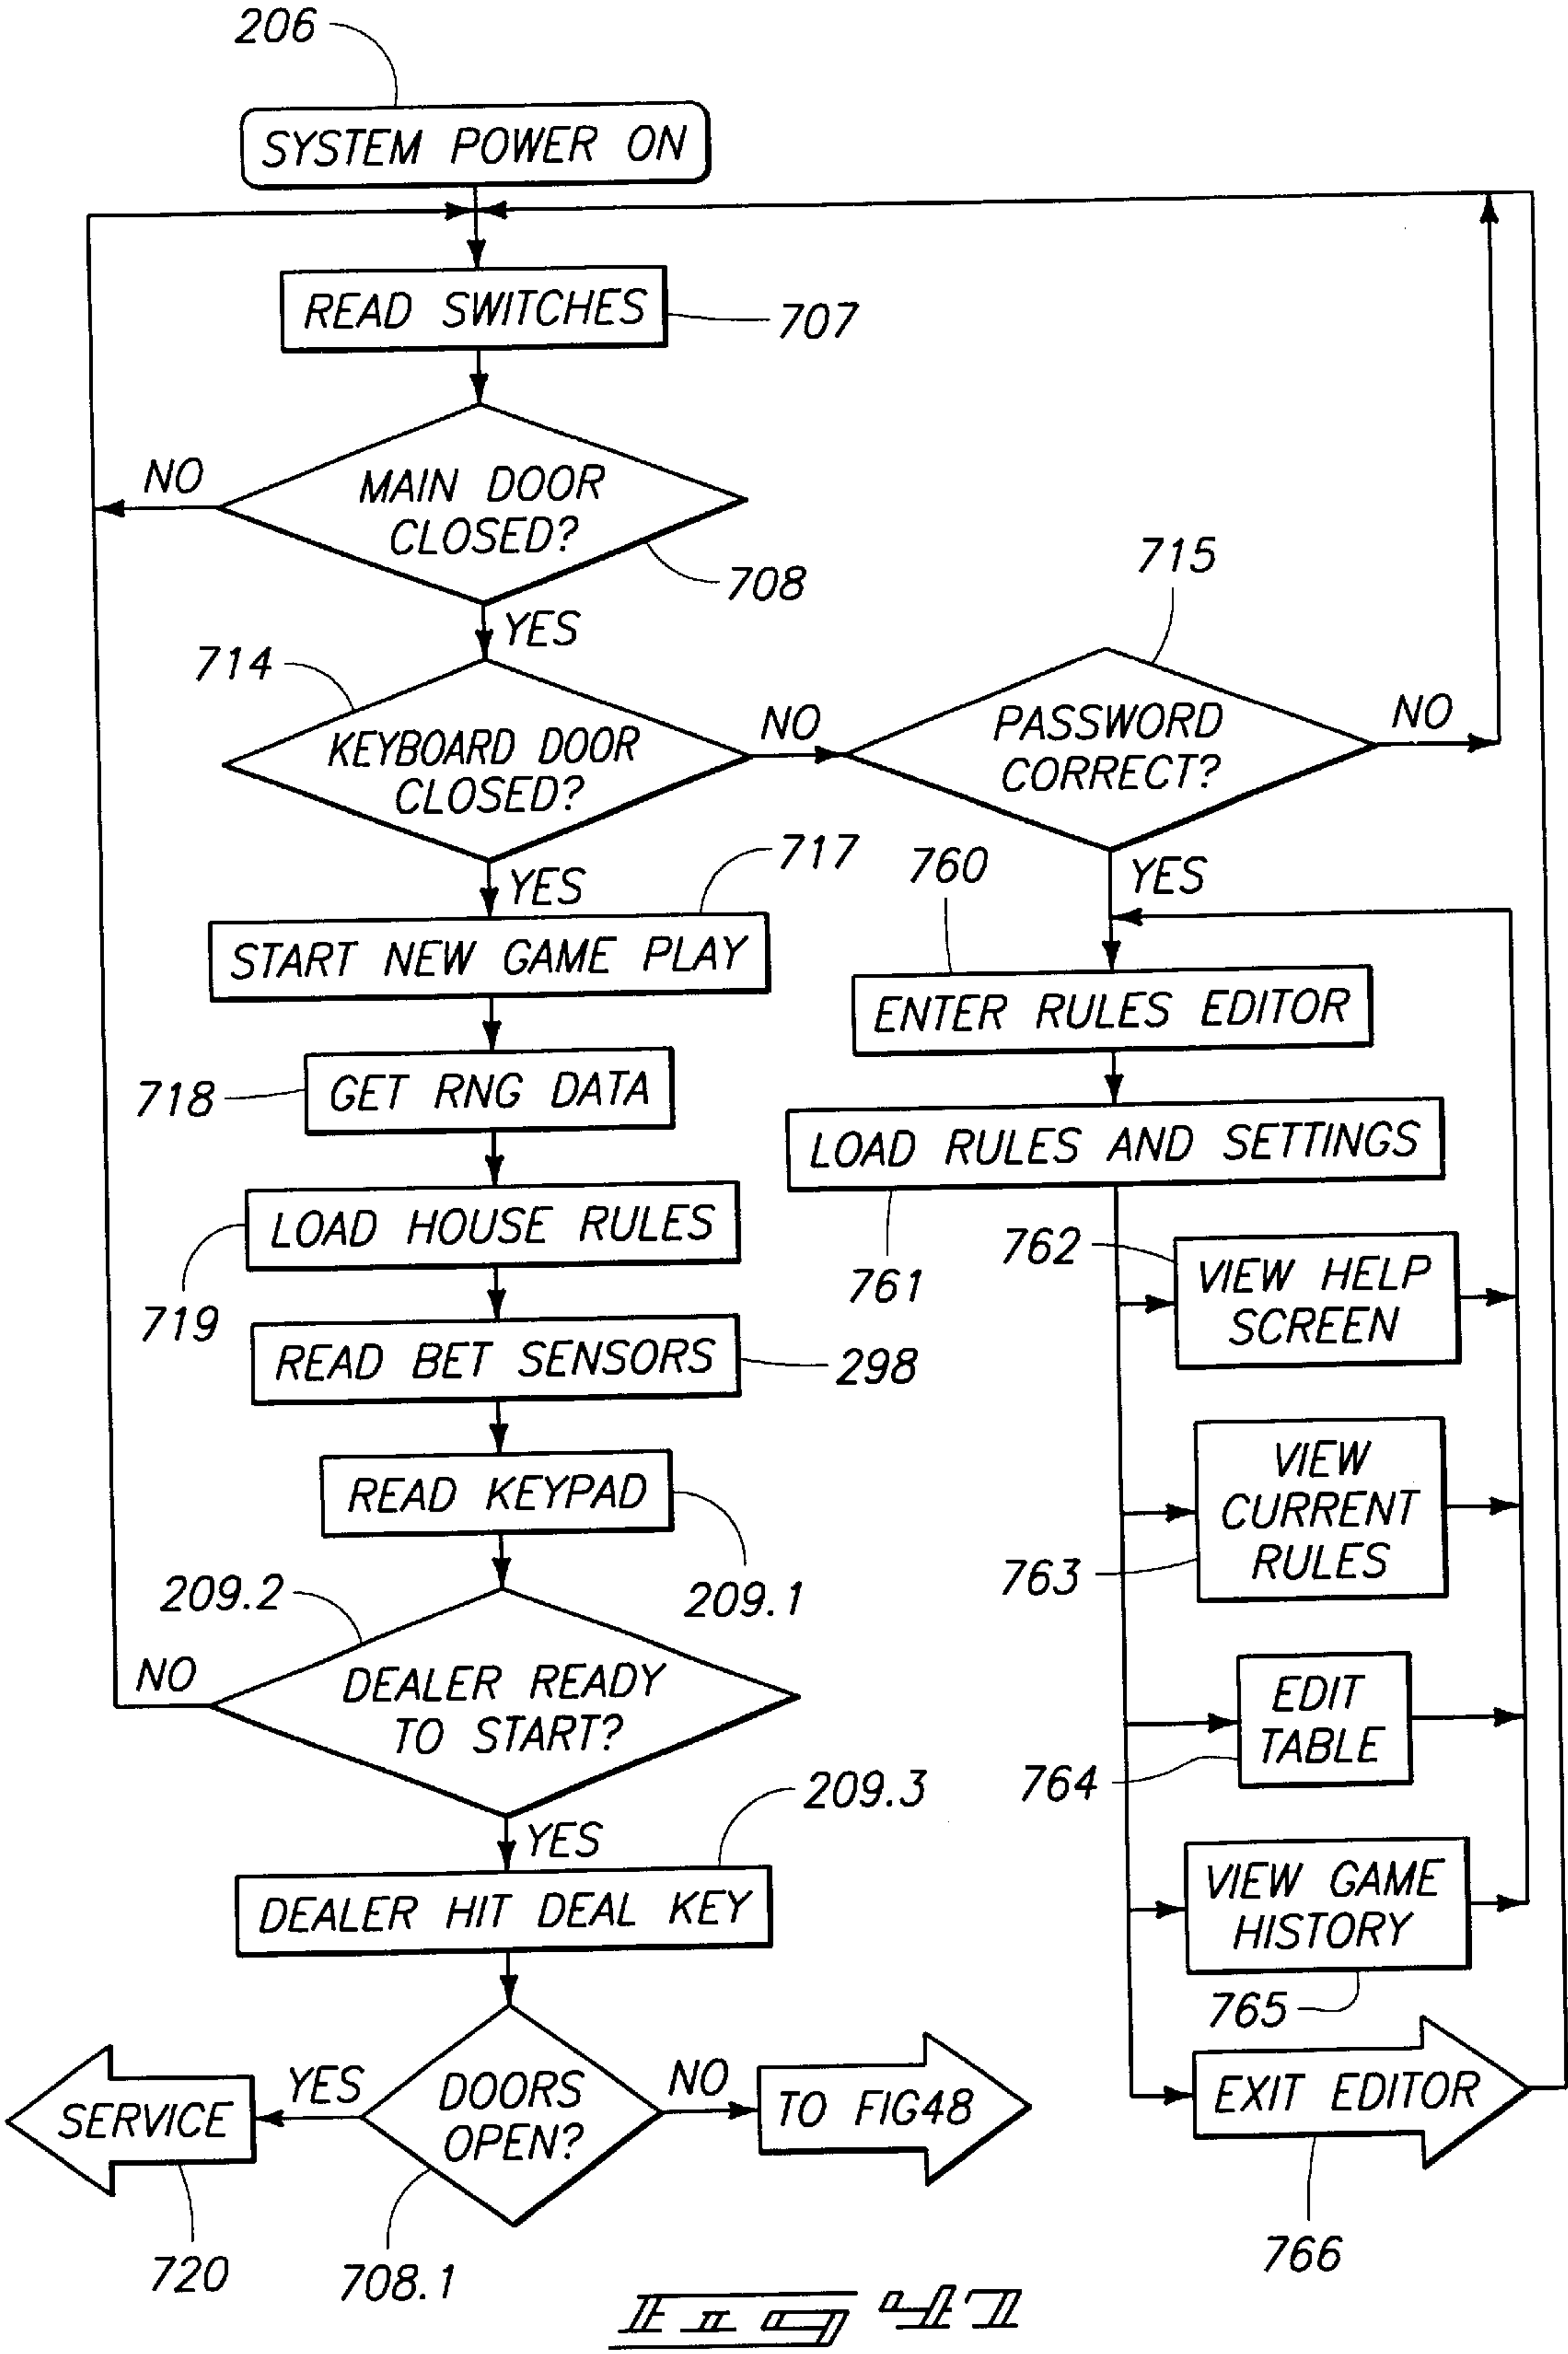 206
SYSTEM POWER ON
READ SWITCHES
707
NO
MAIN DOOR
CLOSED?
708
YES
714
KEYBOARD DOOR
CLOSED?
NO
715
PASSWORD
CORRECT?
NO
YES
717
START NEW GAME PLAY
718
GET RNG DATA
719
LOAD HOUSE RULES
READ BET SENSORS
298
READ KEYPAD
209.1
209.2
NO
DEALER READY
TO START?
YES
209.3
DEALER HIT DEAL KEY
DOORS
OPEN?
708.1
YES
SERVICE
720
NO
TO FIG48
YES
760
ENTER RULES EDITOR
LOAD RULES AND SETTINGS
761
762
VIEW HELP
SCREEN
763
VIEW
CURRENT
RULES
764
EDIT
TABLE
VIEW GAME
HISTORY
765
EXIT EDITOR
766
Fig 47